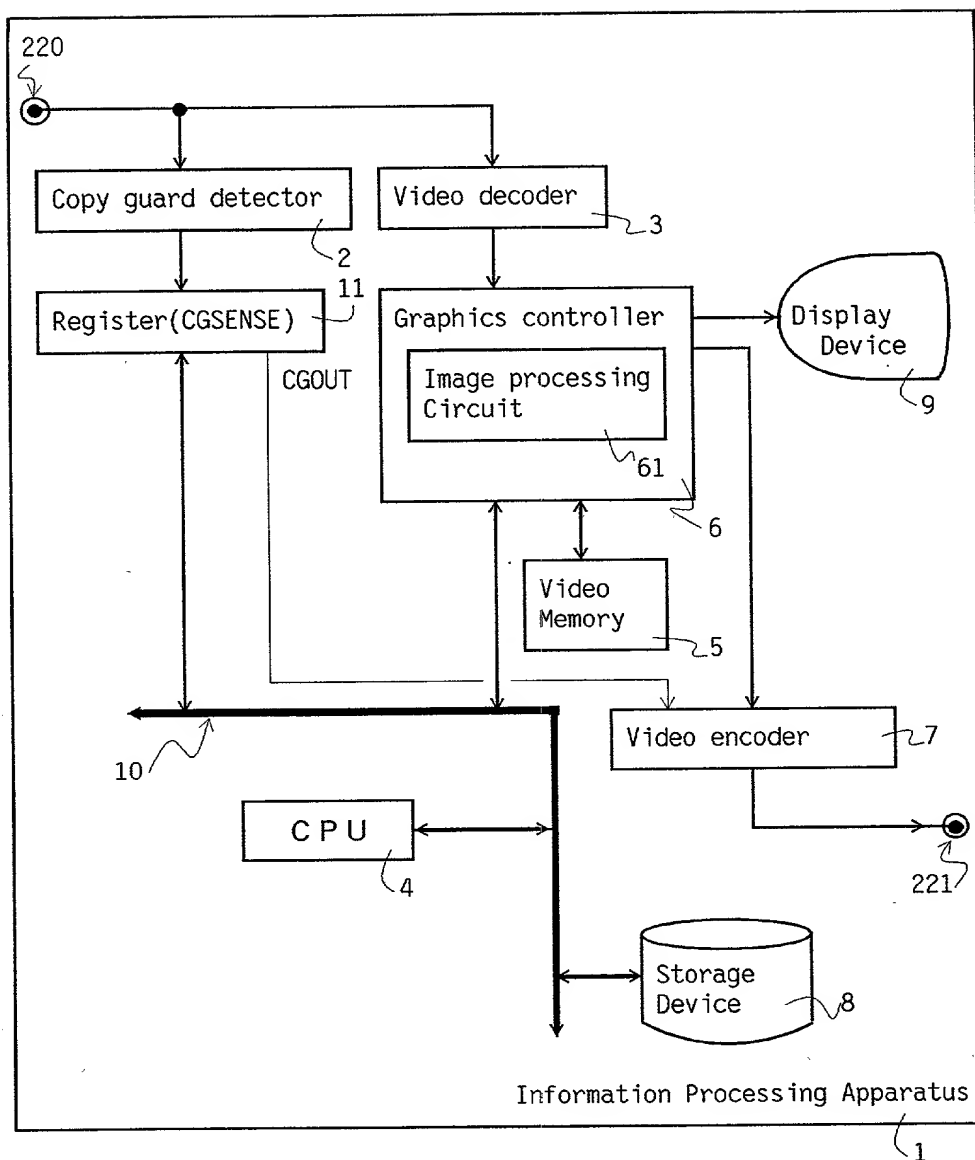 220
Copy guard detector
2
Video decoder
3
Register(CGSENSE)
11
CGOUT
Graphics controller
Image processing
Circuit
61
6
Display
Device
9
Video
Memory
5
10
Video encoder
7
CPU
4
221
Storage
Device
8
Information Processing Apparatus
1